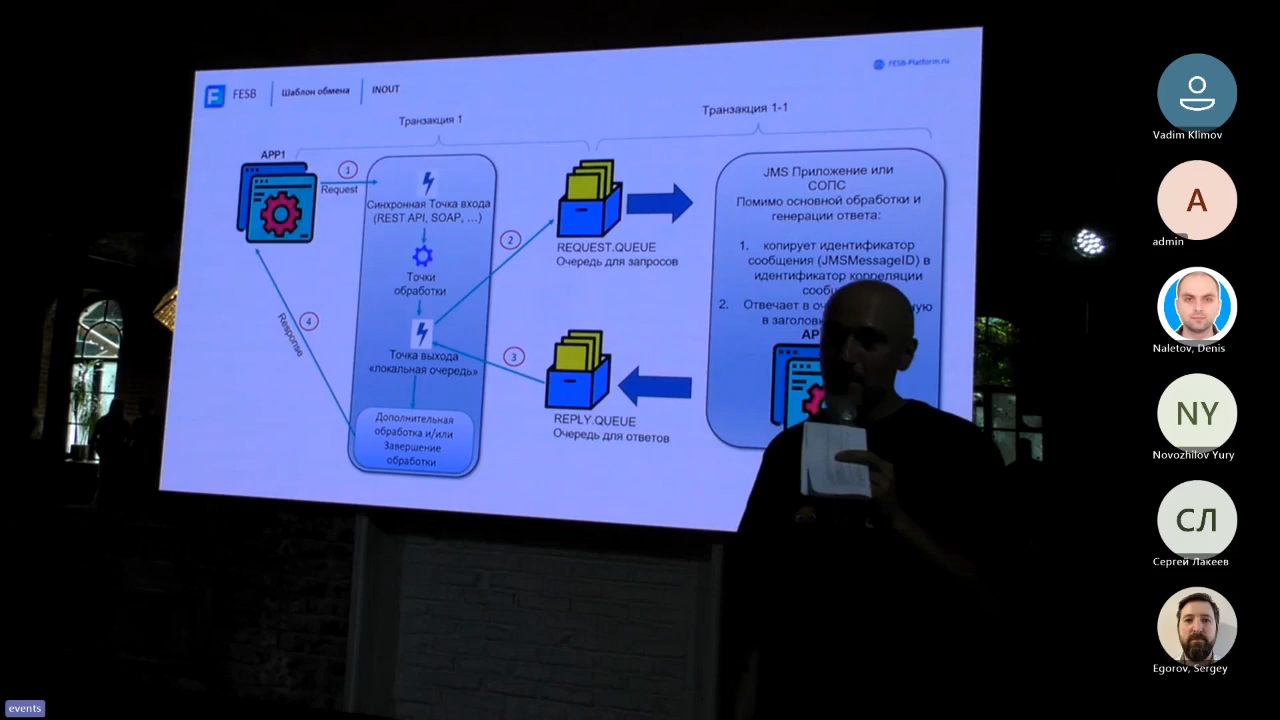 FESB
Шаблон обмена
INOUT
FESB-Platform.ru
Транзакция 1
Транзакция 1-1
APP1
1
Request
Синхронная Точка входа
(REST API, SOAP, ...)
Точки
обработки
Точка выхода
«локальная очередь»
Дополнительная
обработка и/или
Завершение
обработки
4
Response
2
3
REQUEST.QUEUE
Очередь для запросов
REPLY.QUEUE
Очередь для ответов
JMS Приложение или
СОПС
Помимо основной обработки и
генерации ответа:
1. копирует идентификатор
сообщения (JMSMessageID) в
идентификатор корреляции
2. Отвечает в
в
Vadim Klimov
A
admin
Naletov, Denis
NY
Novozhilov Yury
СЛ
Сергей Лакеев
Egorov, Sergey
events